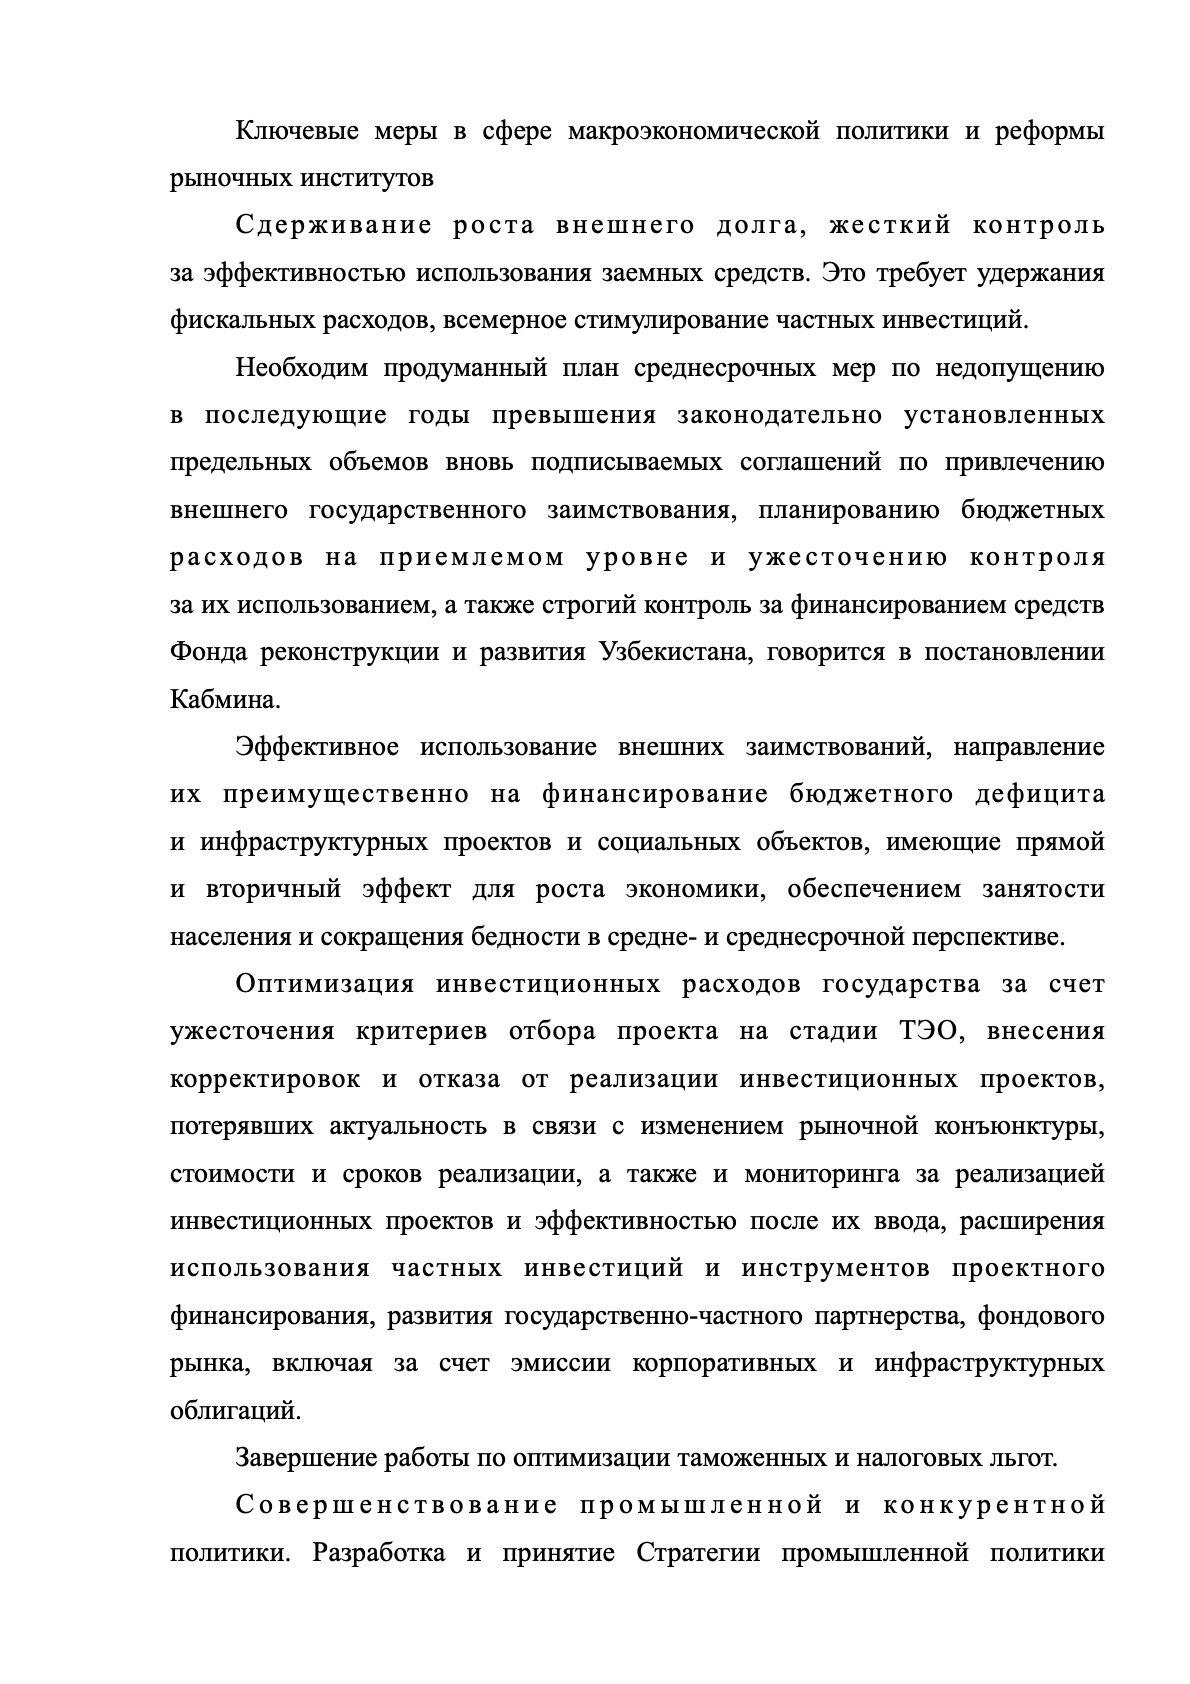 Ключевые меры в сфере макроэкономической политики и реформы
рыночных институтов
Сдерживание роста внешнего долга, жесткий контроль
за эффективностью использования заемных средств. Это требует удержания
фискальных расходов, всемерное стимулирование частных инвестиций.
Необходим продуманный план среднесрочных мер по недопущению
в последующие годы превышения законодательно установленных
предельных объемов вновь подписываемых соглашений по привлечению
внешнего государственного заимствования, планированию бюджетных
расходов на приемлемом уровне и ужесточению контроля
за их использованием, а также строгий контроль за финансированием средств
Фонда реконструкции и развития Узбекистана, говорится в постановлении
Кабмина.
Эффективное использование внешних заимствований, направление
их преимущественно на финансирование бюджетного дефицита
и инфраструктурных проектов и социальных объектов, имеющие прямой
и вторичный эффект для роста экономики, обеспечением занятости
населения и сокращения бедности в средне- и среднесрочной перспективе.
Оптимизация инвестиционных расходов государства за счет
ужесточения критериев отбора проекта на стадии ТЭО, внесения
корректировок и отказа от реализации инвестиционных проектов,
потерявших актуальность в связи с изменением рыночной конъюнктуры,
стоимости и сроков реализации, а также и мониторинга за реализацией
инвестиционных проектов и эффективностью после их ввода, расширения
использования частных инвестиций и инструментов проектного
финансирования, развития государственно-частного партнерства, фондового
рынка, включая за счет эмиссии корпоративных и инфраструктурных
облигаций.
Завершение работы по оптимизации таможенных и налоговых льгот.
Совершенствование промышленной и конкурентной
политики. Разработка и принятие Стратегии промышленной политики